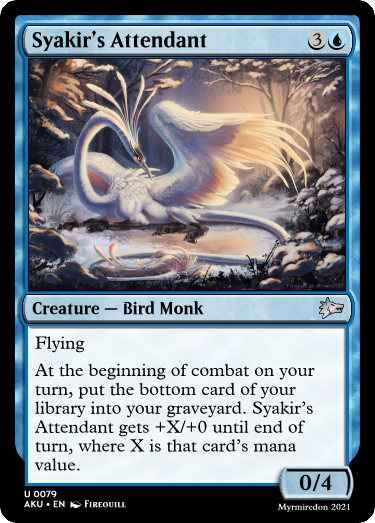 Syakir's Attendant 3
Creature — Bird Monk
Flying
At the beginning of combat on your
turn, put the bottom card of your
library into your graveyard. Syakir's
Attendant gets +X/+0 until end of
turn, where X is that card's mana
value.
0/4
U 0079
AKU • EN Firequill
Myrmiredon 2021